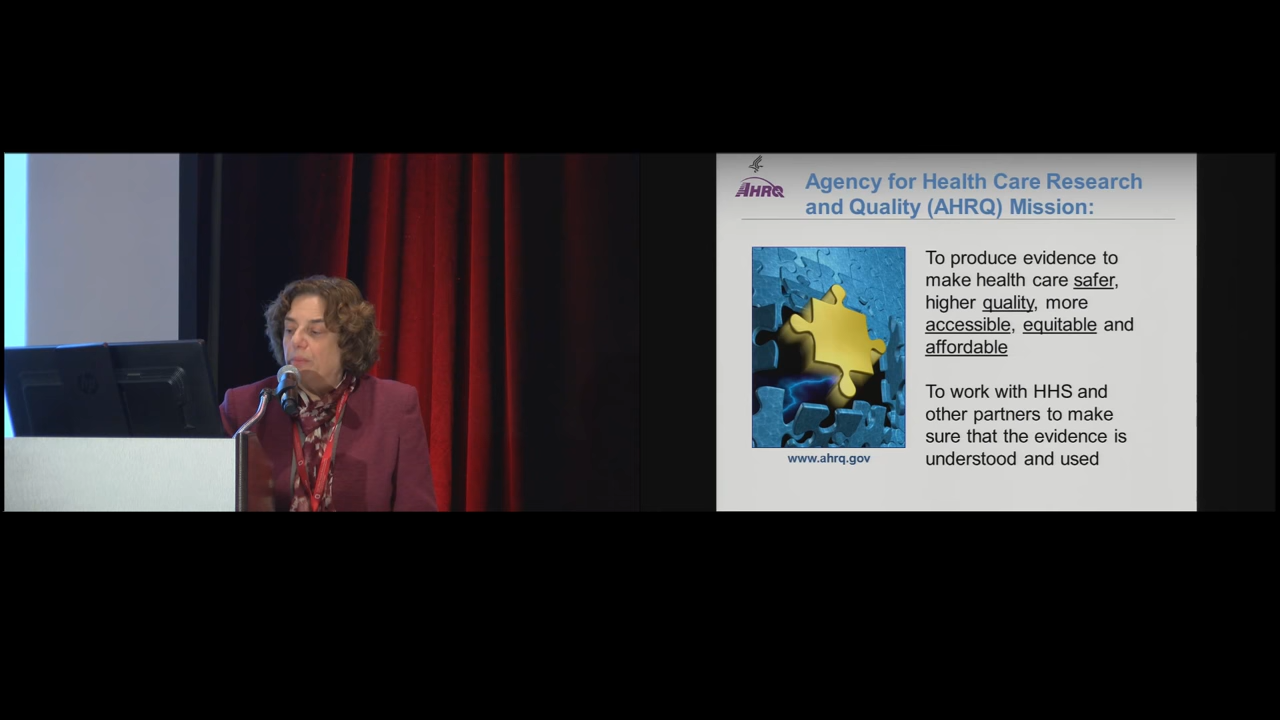 AHRQ
Agency for Health Care Research
and Quality (AHRQ) Mission:
To produce evidence to
make health care safer,
higher quality, more
accessible, equitable and
affordable
To work with HHS and
other partners to make
sure that the evidence is
understood and used
www.ahrq.gov